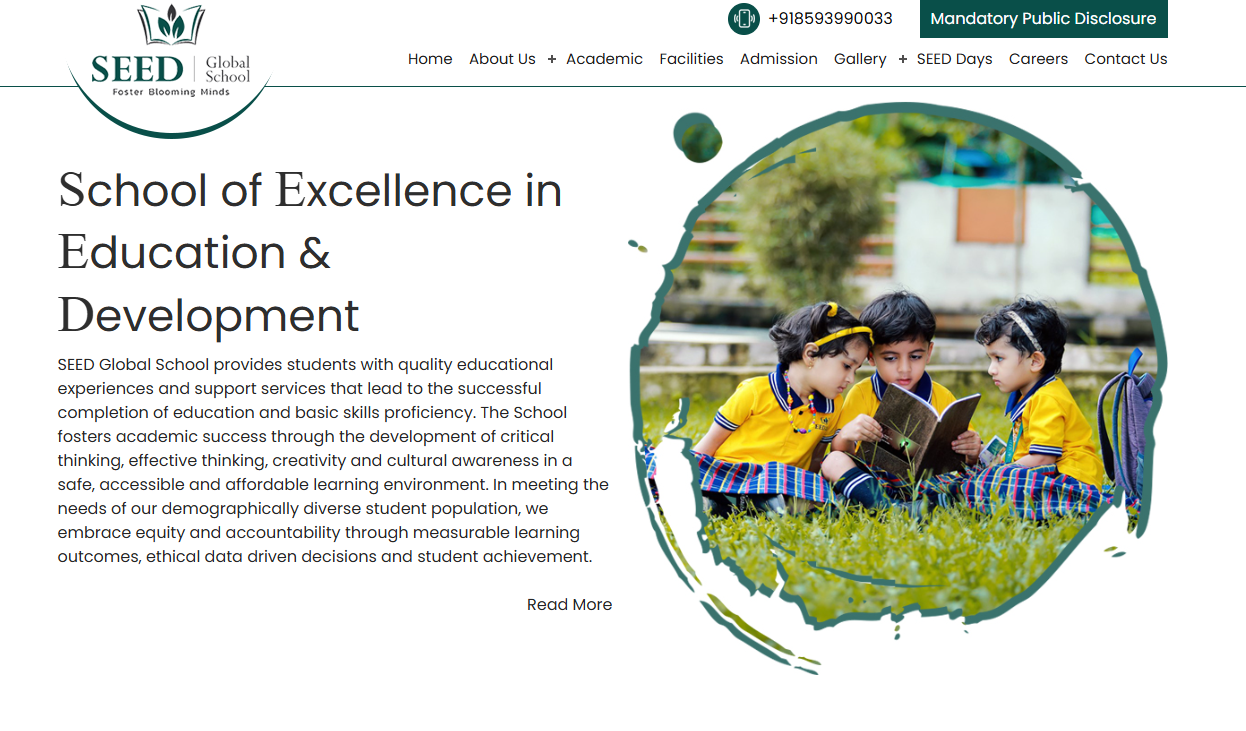 SEED
Global
School
Foster Blooming Minds
+918593990033
Mandatory Public Disclosure
Home About Us + Academic Facilities Admission Gallery + SEED Days Careers Contact Us
School of Excellence in
Education &
Development
SEED Global School provides students with quality educational
experiences and support services that lead to the successful
completion of education and basic skills proficiency. The School
fosters academic success through the development of critical
thinking, effective thinking, creativity and cultural awareness in a
safe, accessible and affordable learning environment. In meeting the
needs of our demographically diverse student population, we
embrace equity and accountability through measurable learning
outcomes, ethical data driven decisions and student achievement.
Read More